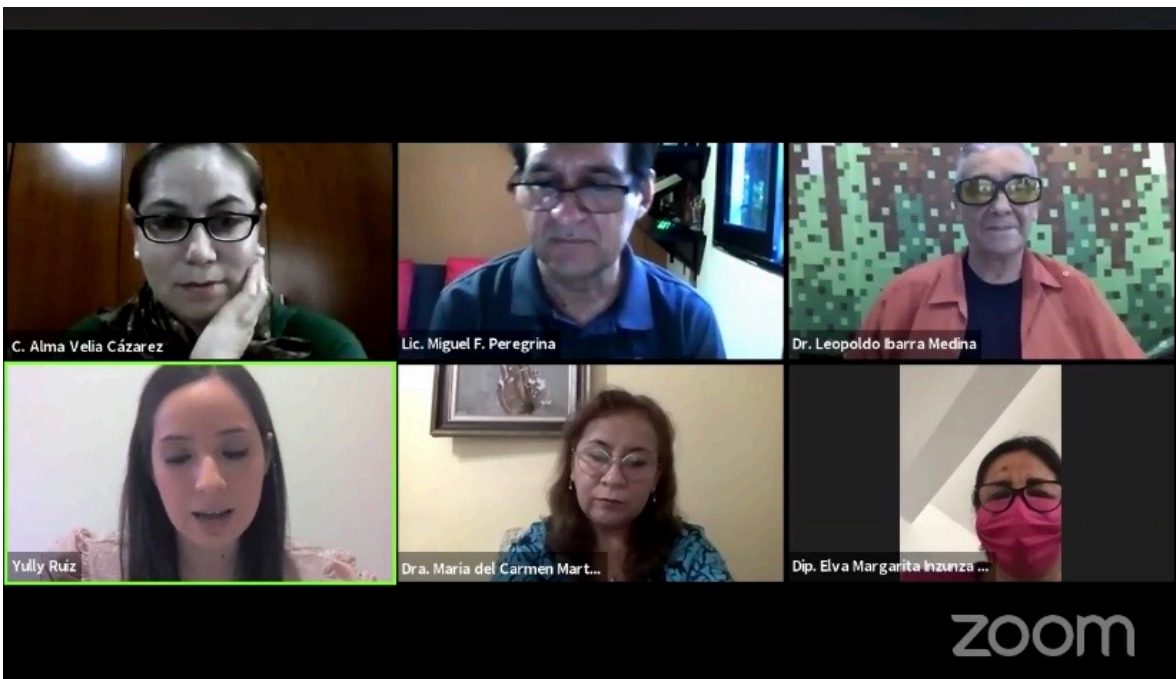 C. Alma Velia Cázarez
Lic. Miguel F. Peregrina
Dr. Leopoldo Ibarra Medina
Yully Ruiz
Dra. Maria del Carmen Mart...
Dip. Elva Margarita Inzunza ...
zoom